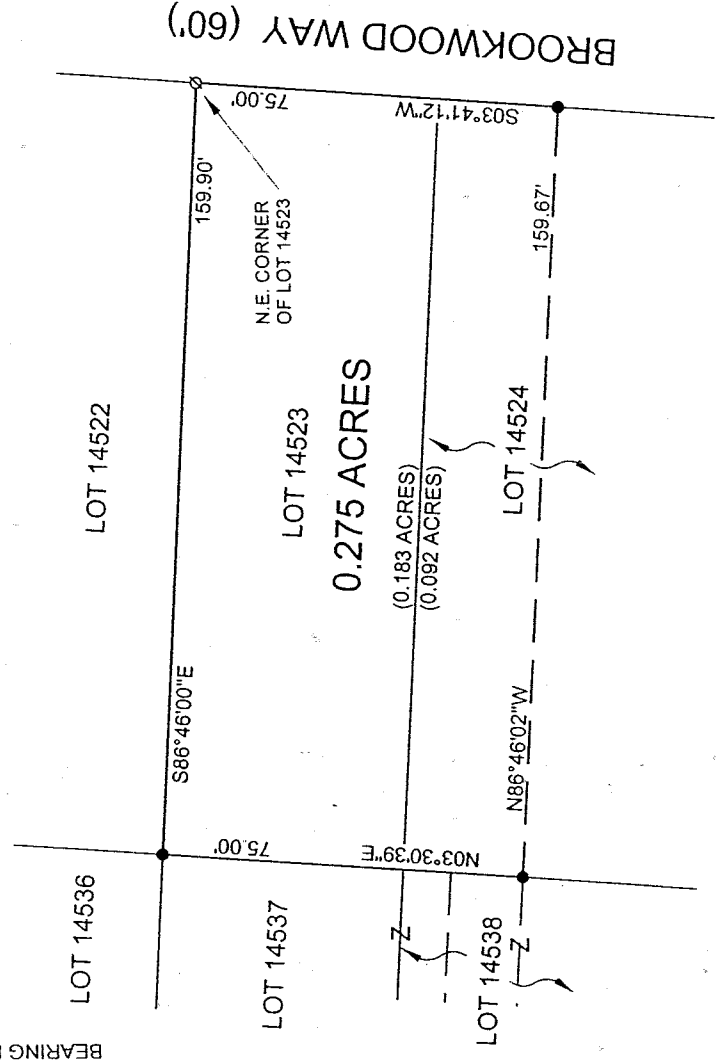 BROOKWOOD WAY (60')
159.90'
75.00'
S03°41'12"W
159.67'
N.E. CORNER
OF LOT 14523
LOT 14522
LOT 14523
0.275 ACRES
(0.183 ACRES)
(0.092 ACRES)
LOT 14524
S86°46'00"E
N86°46'02"W
75.00'
N03°30'39"E
LOT 14536
LOT 14537
LOT 14538
Z
Z
BEARING